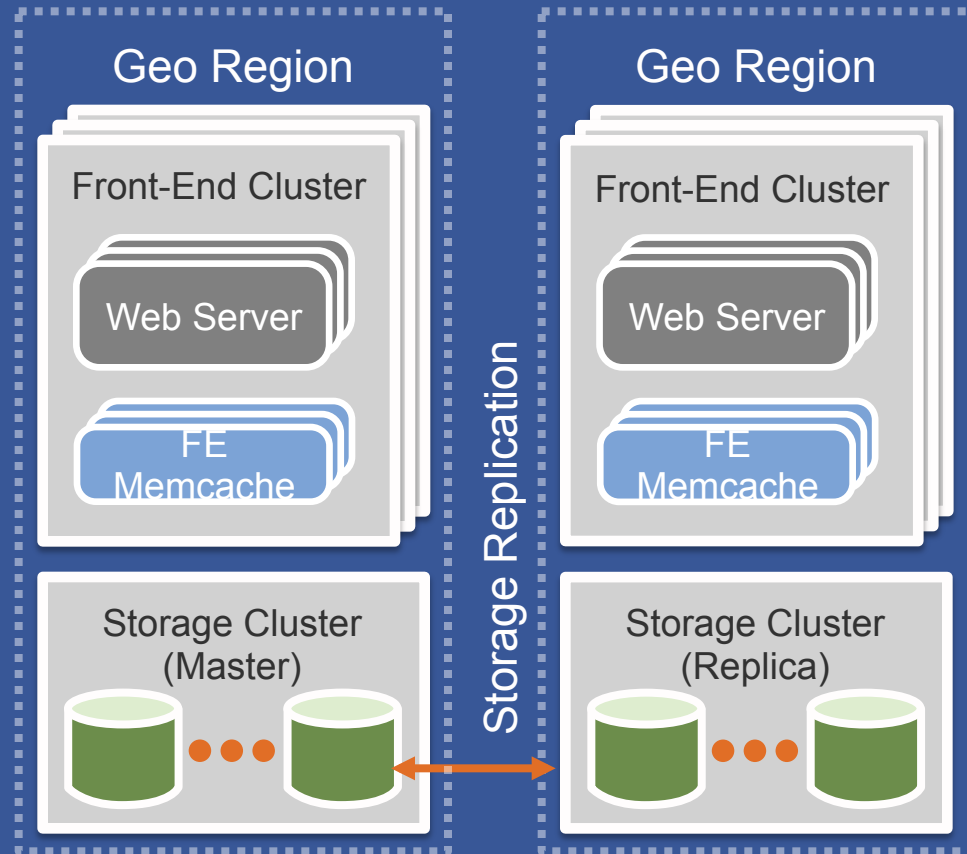 Geo Region
Front-End Cluster
Web Server
FE
Memcache
Storage Cluster
(Master)
Storage Replication
Geo Region
Front-End Cluster
Web Server
FE
Memcache
Storage Cluster
(Replica)